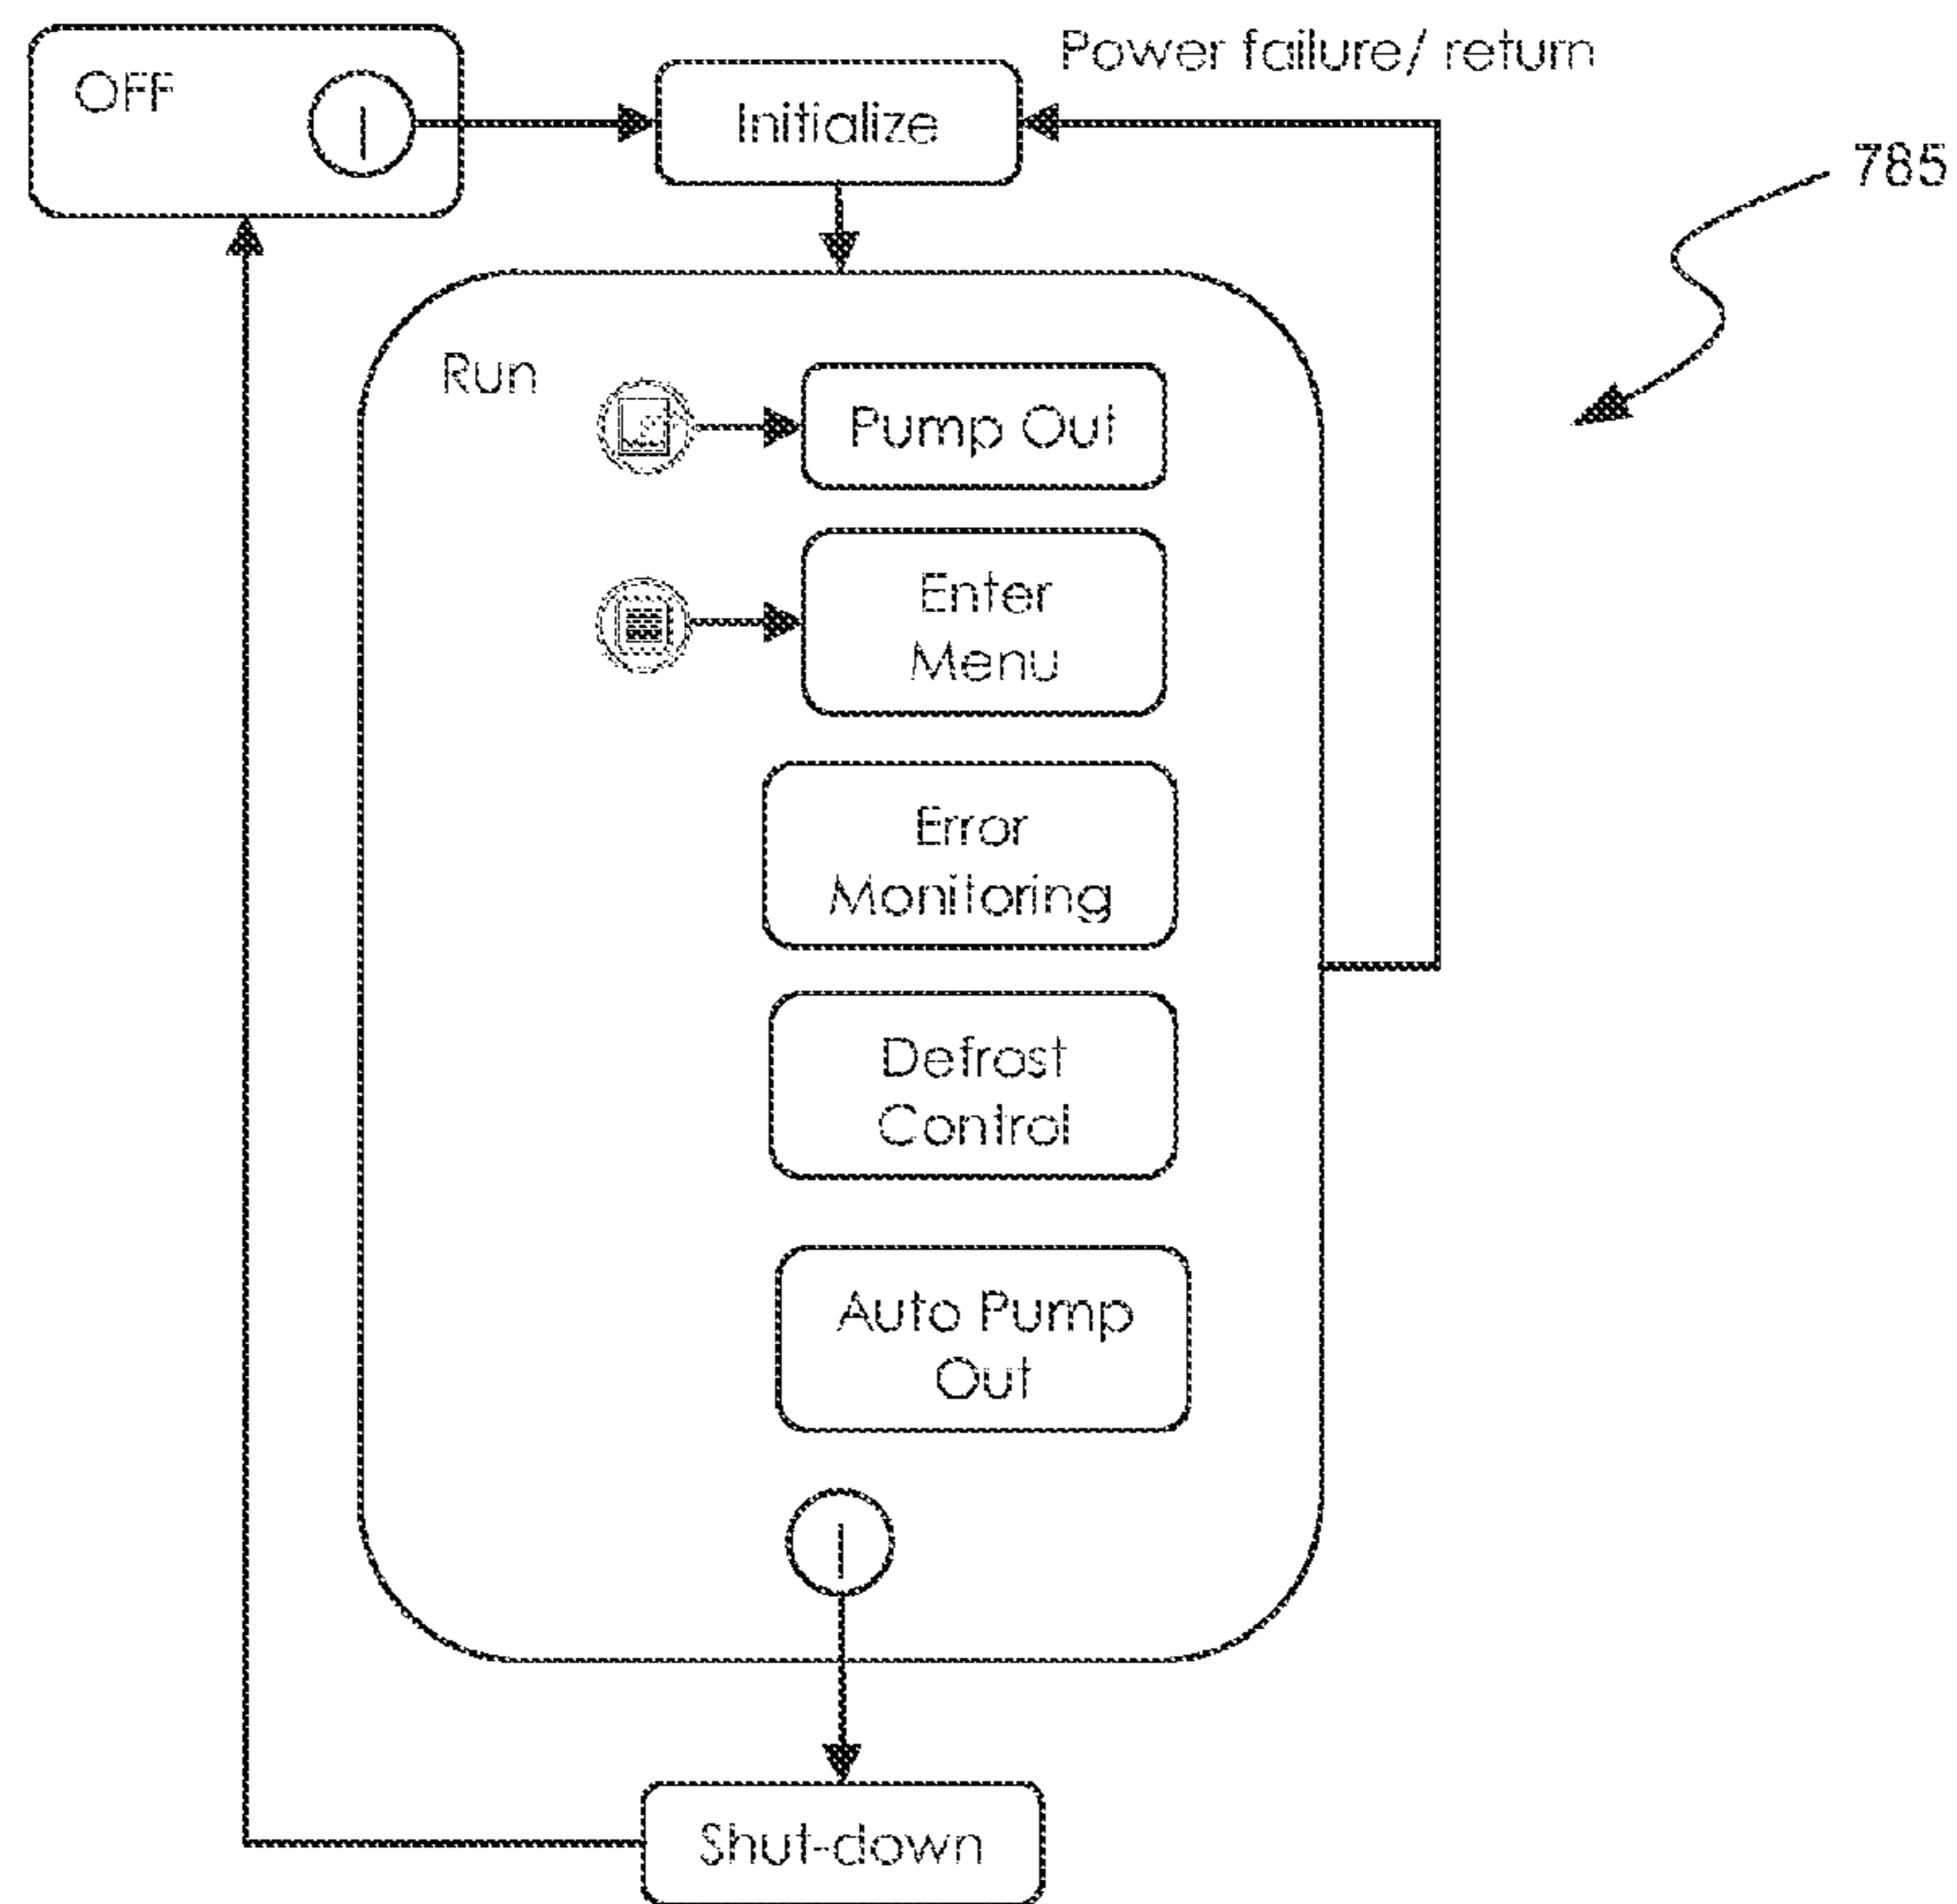 OFF
Initialize
Power failure/ return
785
Run
Pump Out
Enter
Menu
Error
Monitoring
Defrost
Control
Auto Pump
Out
Shut-down